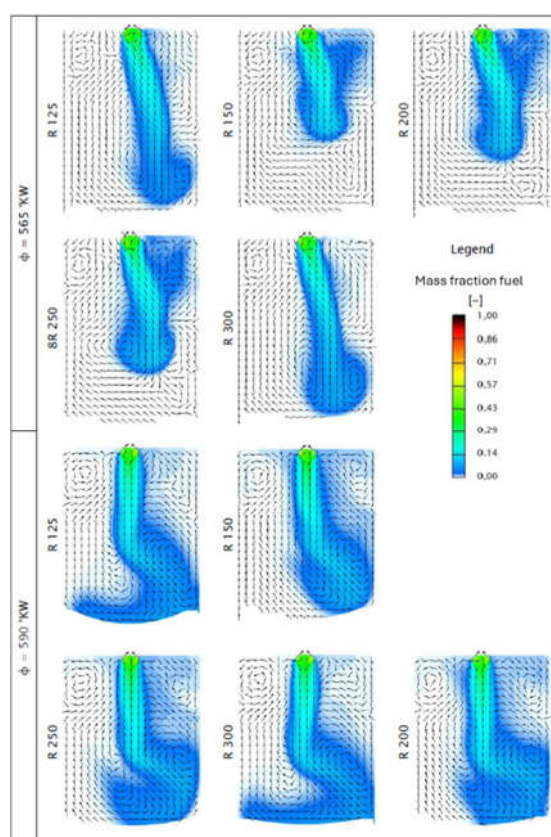 ϕ = 565 °KW
R 125
R 150
R 200
8R 250
R 300
Legend
Mass fraction fuel
[-]
1,00
0,86
0,71
0,57
0,43
0,29
0,14
0,00
ϕ = 590 °KW
R 125
R 150
R 250
R 300
R 200